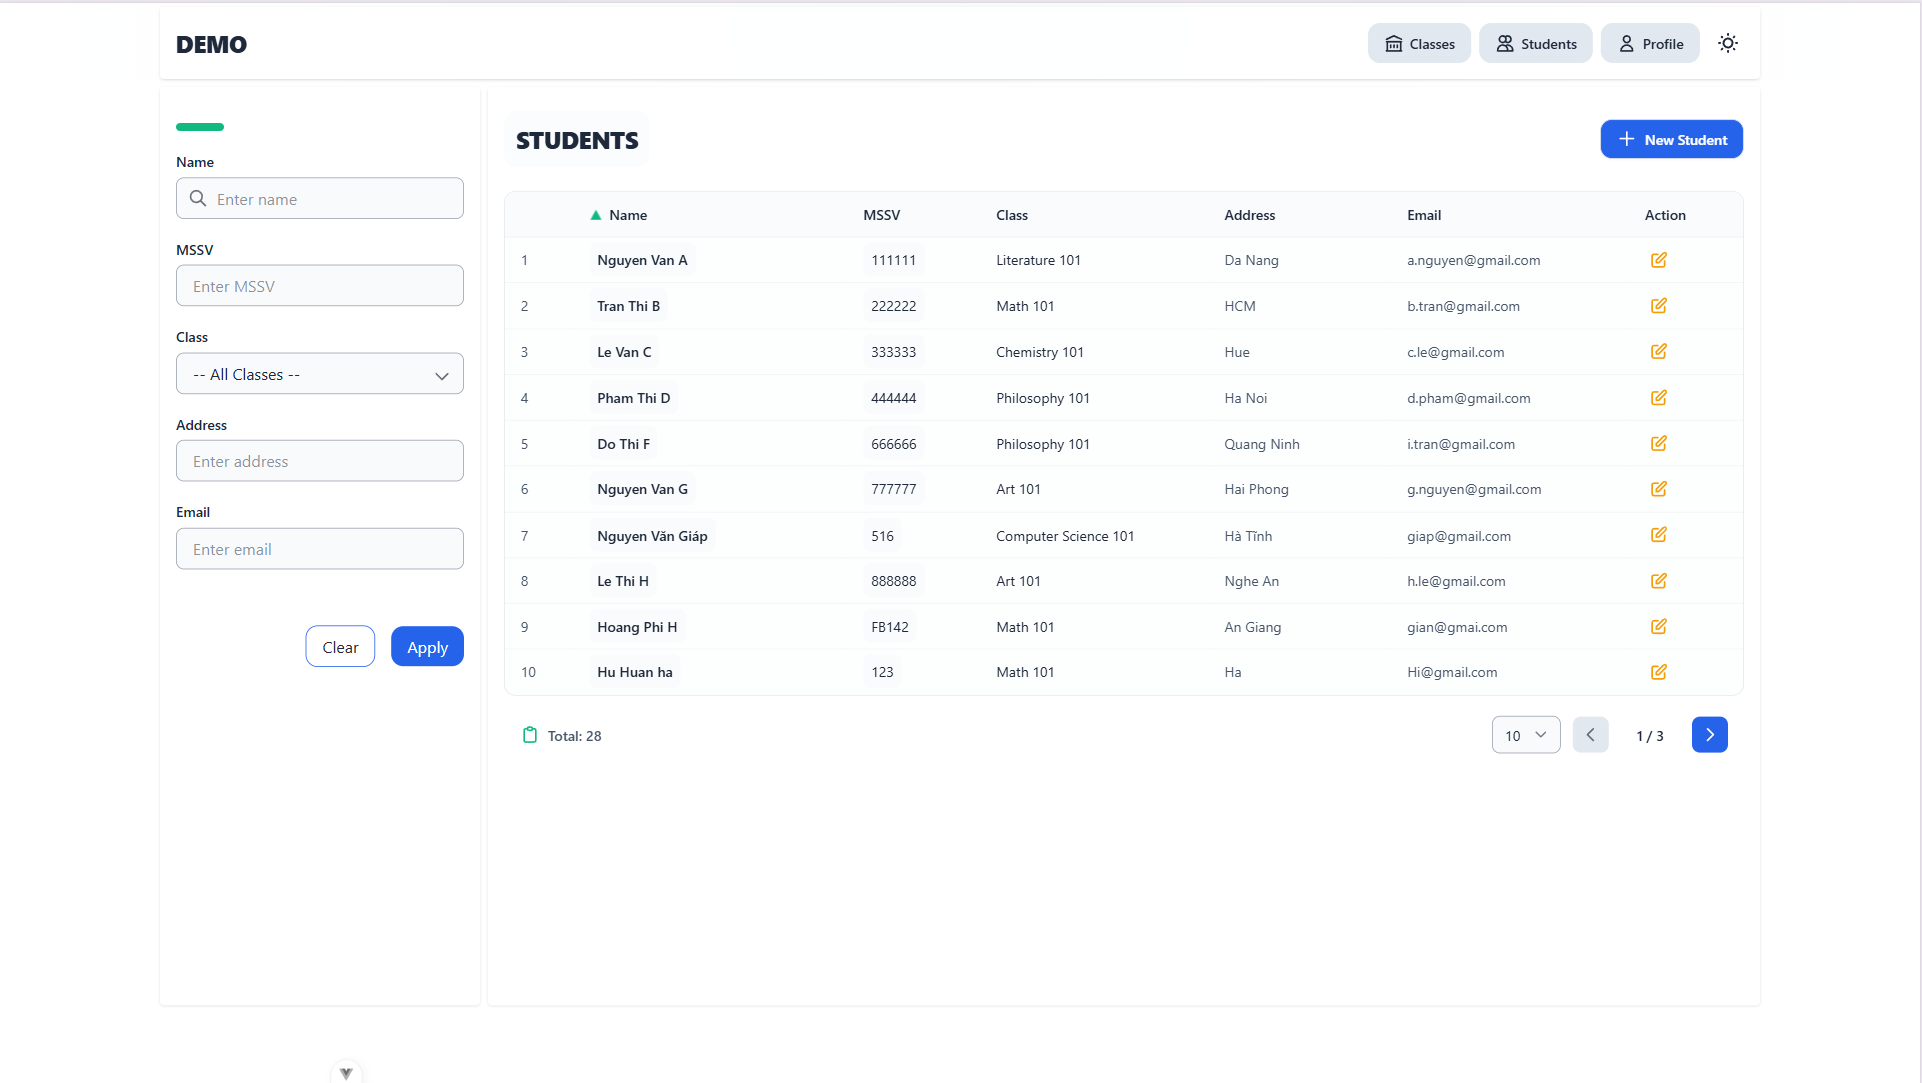 DEMO
Classes
Students
Profile
Name
Enter name
MSSV
Enter MSSV
Class
-- All Classes --
Address
Enter address
Email
Enter email
Clear
Apply
STUDENTS
New Student
Name MSSV Class Address Email Action
1 Nguyen Van A 111111 Literature 101 Da Nang a.nguyen@gmail.com
2 Tran Thi B 222222 Math 101 HCM b.tran@gmail.com
3 Le Van C 333333 Chemistry 101 Hue c.le@gmail.com
4 Pham Thi D 444444 Philosophy 101 Ha Noi d.pham@gmail.com
5 Do Thi F 666666 Philosophy 101 Quang Ninh i.tran@gmail.com
6 Nguyen Van G 777777 Art 101 Hai Phong g.nguyen@gmail.com
7 Nguyen Văn Giáp 516 Computer Science 101 Hà Tĩnh giap@gmail.com
8 Le Thi H 888888 Art 101 Nghe An h.le@gmail.com
9 Hoang Phi H FB142 Math 101 An Giang gian@gmai.com
10 Hu Huan ha 123 Math 101 Ha Hi@gmail.com
Total: 28
10
1 / 3